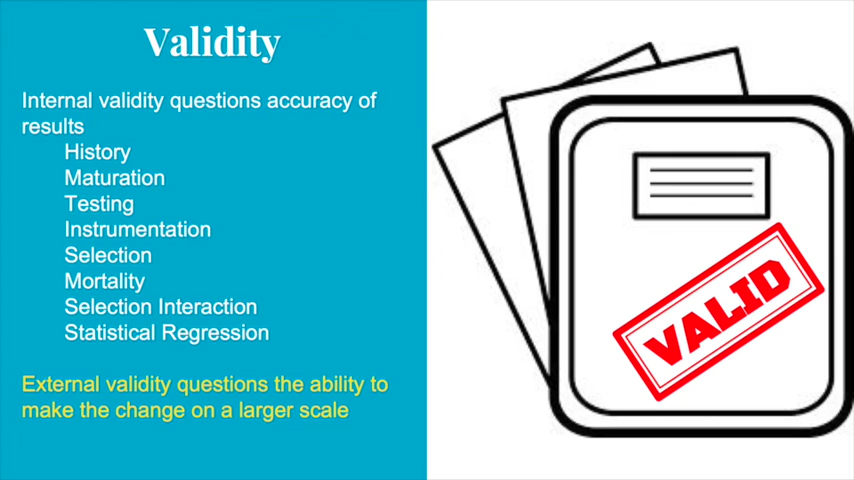 Validity
Internal validity questions accuracy of
results
History
Maturation
Testing
Instrumentation
Selection
Mortality
Selection Interaction
Statistical Regression
External validity questions the ability to
make the change on a larger scale
VALID